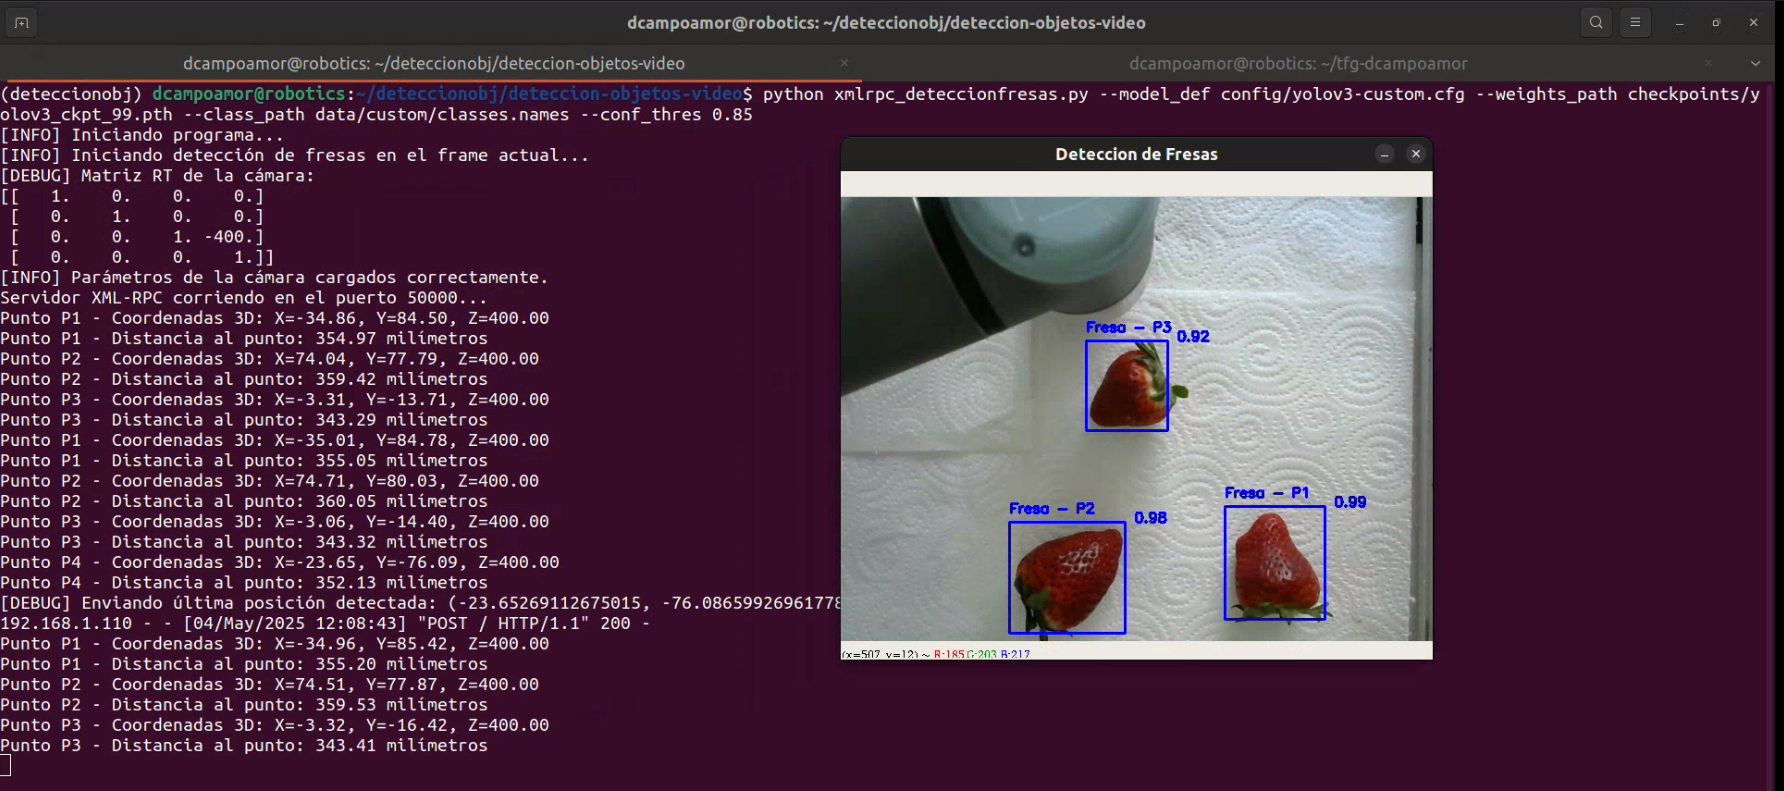 dcampoamor@robotics: ~/deteccionobj/deteccion-objetos-video
dcampoamor@robotics: ~/deteccionobj/deteccion-objetos-video
dcampoamor@robotics: ~/tfg-dcampoamor
(deteccionobj) dcampoamor@robotics:~/deteccionobj/deteccion-objetos-video$ python xmlrpc_deteccionfresas.py --model_def config/yolov3-custom.cfg --weights_path checkpoints/y
olov3_ckpt_99.pth --class_path data/custom/classes.names --conf_thres 0.85
[INFO] Iniciando programa...
[INFO] Iniciando detección de fresas en el frame actual...
[DEBUG] Matriz RT de la cámara:
[[   1.    0.    0.    0.]
 [   0.    1.    0.    0.]
 [   0.    0.    1. -400.]
 [   0.    0.    0.    1.]]
[INFO] Parámetros de la cámara cargados correctamente.
Servidor XML-RPC corriendo en el puerto 50000...
Punto P1 - Coordenadas 3D: X=-34.86, Y=84.50, Z=400.00
Punto P1 - Distancia al punto: 354.97 milímetros
Punto P2 - Coordenadas 3D: X=74.04, Y=77.79, Z=400.00
Punto P2 - Distancia al punto: 359.42 milímetros
Punto P3 - Coordenadas 3D: X=-3.31, Y=-13.71, Z=400.00
Punto P3 - Distancia al punto: 343.29 milímetros
Punto P1 - Coordenadas 3D: X=-35.01, Y=84.78, Z=400.00
Punto P1 - Distancia al punto: 355.05 milímetros
Punto P2 - Coordenadas 3D: X=74.71, Y=80.03, Z=400.00
Punto P2 - Distancia al punto: 360.05 milímetros
Punto P3 - Coordenadas 3D: X=-3.06, Y=-14.40, Z=400.00
Punto P3 - Distancia al punto: 343.32 milímetros
Punto P4 - Coordenadas 3D: X=-23.65, Y=-76.09, Z=400.00
Punto P4 - Distancia al punto: 352.13 milímetros
[DEBUG] Enviando última posición detectada: (-23.65269112675015, -76.08659926961778
192.168.1.110 - - [04/May/2025 12:08:43] "POST / HTTP/1.1" 200 -
Punto P1 - Coordenadas 3D: X=-34.96, Y=85.42, Z=400.00
Punto P1 - Distancia al punto: 355.20 milímetros
Punto P2 - Coordenadas 3D: X=74.51, Y=77.87, Z=400.00
Punto P2 - Distancia al punto: 359.53 milímetros
Punto P3 - Coordenadas 3D: X=-3.32, Y=-16.42, Z=400.00
Punto P3 - Distancia al punto: 343.41 milímetros
Deteccion de Fresas
Fresa - P3
0.92
Fresa - P1
0.99
Fresa - P2
0.98
(x=507, y=12) ~ R:185 G:203 B:217